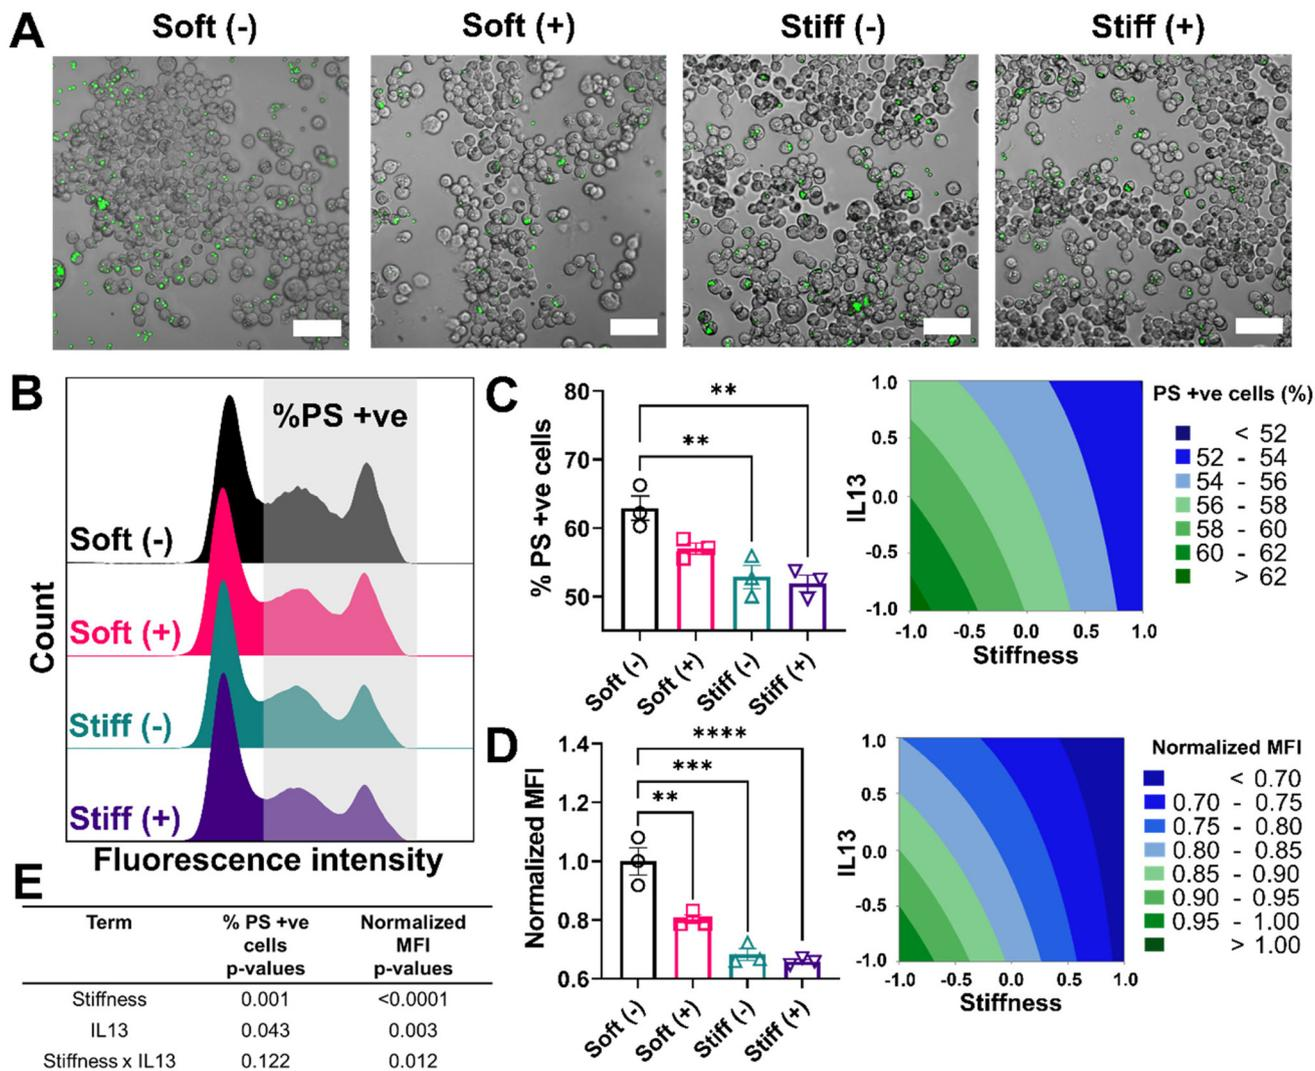 A
Soft (-)
Soft (+)
Stiff (-)
Stiff (+)
B
%PS +ve
Soft (-)
Soft (+)
Stiff (-)
Stiff (+)
Count
Fluorescence intensity
C
80
70
60
50
% PS +ve cells
**
**
Soft (-)
Soft (+)
Stiff (-)
Stiff (+)
1.0
0.5
0.0
-0.5
-1.0
IL13
-1.0 -0.5 0.0 0.5 1.0
Stiffness
PS +ve cells (%)
< 52
52 - 54
54 - 56
56 - 58
58 - 60
60 - 62
> 62
D
1.4
1.2
1.0
0.8
0.6
Normalized MFI
****
***
**
Soft (-)
Soft (+)
Stiff (-)
Stiff (+)
1.0
0.5
0.0
-0.5
-1.0
IL13
-1.0 -0.5 0.0 0.5 1.0
Stiffness
Normalized MFI
< 0.70
0.70 - 0.75
0.75 - 0.80
0.80 - 0.85
0.85 - 0.90
0.90 - 0.95
0.95 - 1.00
> 1.00
E
Term % PS +ve Normalized
cells MFI
p-values p-values
Stiffness 0.001 <0.0001
IL13 0.043 0.003
Stiffness x IL13 0.122 0.012